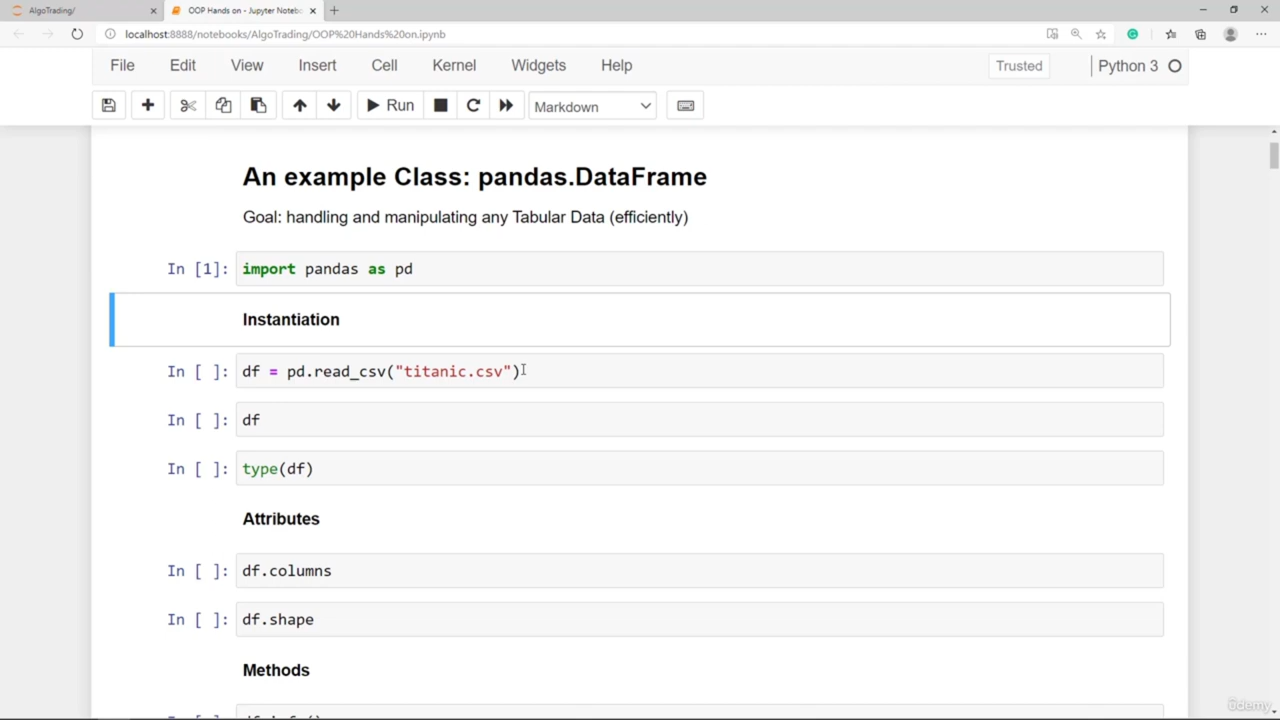 AlgoTrading/
OOP Hands on - Jupyter Notebo
localhost:8888/notebooks/AlgoTrading/OOP%20Hands%20on.ipynb
File Edit View Insert Cell Kernel Widgets Help Trusted Python 3
Run Markdown
An example Class: pandas.DataFrame
Goal: handling and manipulating any Tabular Data (efficiently)
In [1]: import pandas as pd
Instantiation
In [ ]: df = pd.read_csv("titanic.csv")
In [ ]: df
In [ ]: type(df)
Attributes
In [ ]: df.columns
In [ ]: df.shape
Methods
ûdemy